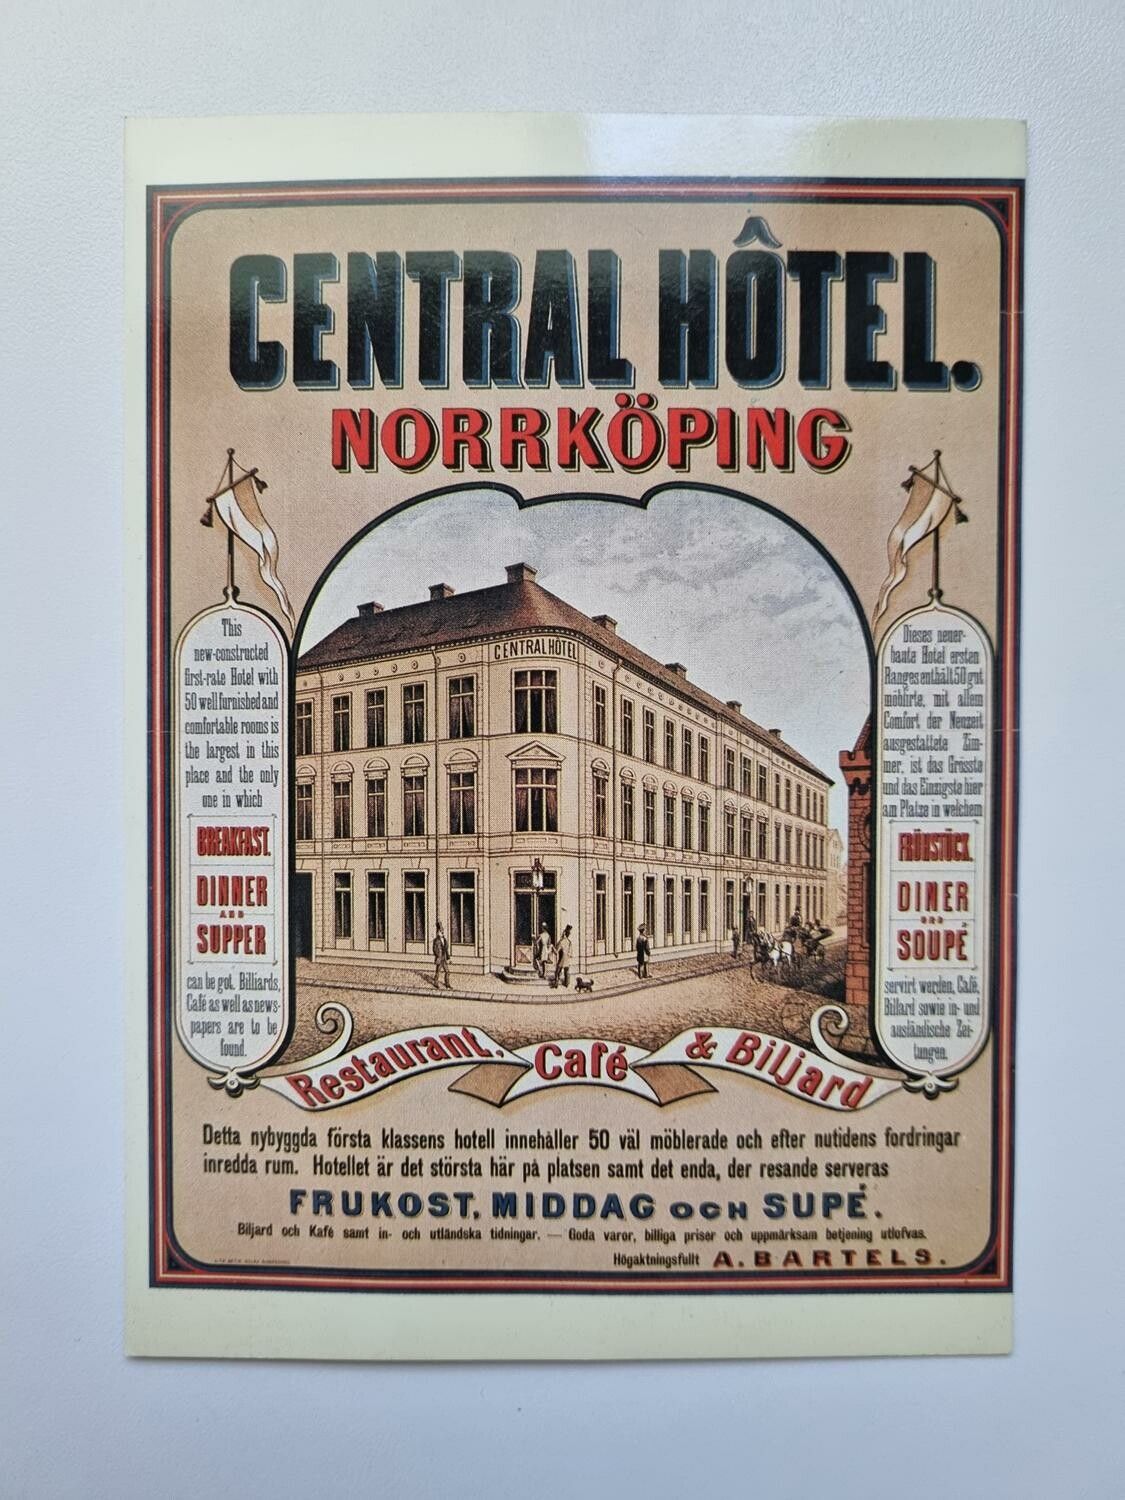 CENTRAL HÔTEL.
NORRKÖPING
CENTRALHÔTEL
This
new-constructed
first-rate Hotel with
50 well furnished and
comfortable rooms is
the largest in this
place and the only
one in which
BREAKFAST,
DINNER
AND
SUPPER
can be got. Billiards,
Café as well as news-
papers are to be
found.
Dieses neuer-
baute Hotel ersten
Ranges enthält 50 gut
möblirte, mit allem
Comfort der Neuzeit
ausgestattete Zim-
mer, ist das Grösste
und das Einzigste hier
am Platze in welchem
FRÜHSTÜCK,
DINER
UND
SOUPÉ
servirt werden, Café,
Billard sowie in- und
ausländische Zei-
tungen.
Restaurant, Café & Biljard
Detta nybyggda första klassens hotell innehåller 50 väl möblerade och efter nutidens fordringar
inredda rum. Hotellet är det största här på platsen samt det enda, der resande serveras
FRUKOST, MIDDAG OCH SUPÉ.
Biljard och Kafé samt in- och utländska tidningar. — Goda varor, billiga priser och uppmärksam betjening utlofvas.
Högaktningsfullt A. BARTELS.